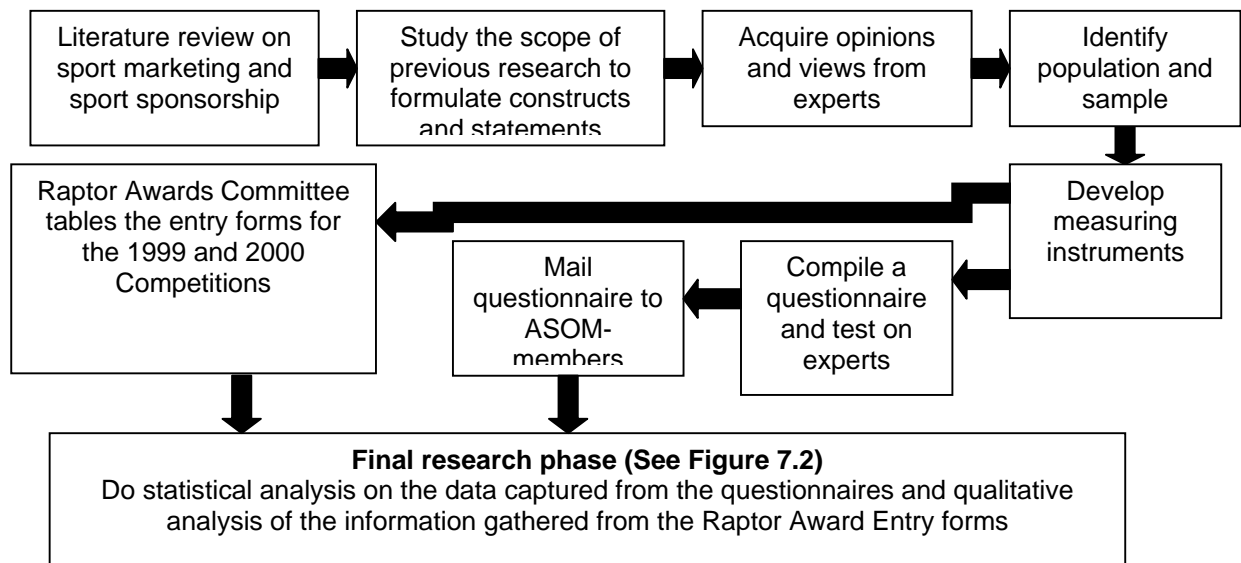 Literature review on
sport marketing and
sport sponsorship
Study the scope of
previous research to
formulate constructs
and statements
Acquire opinions
and views from
experts
Identify
population and
sample
Develop
measuring
instruments
Raptor Awards Committee
tables the entry forms for
the 1999 and 2000
Competitions
Compile a
questionnaire
and test on
experts
Mail
questionnaire to
ASOM-
members
Final research phase (See Figure 7.2)
Do statistical analysis on the data captured from the questionnaires and qualitative
analysis of the information gathered from the Raptor Award Entry forms